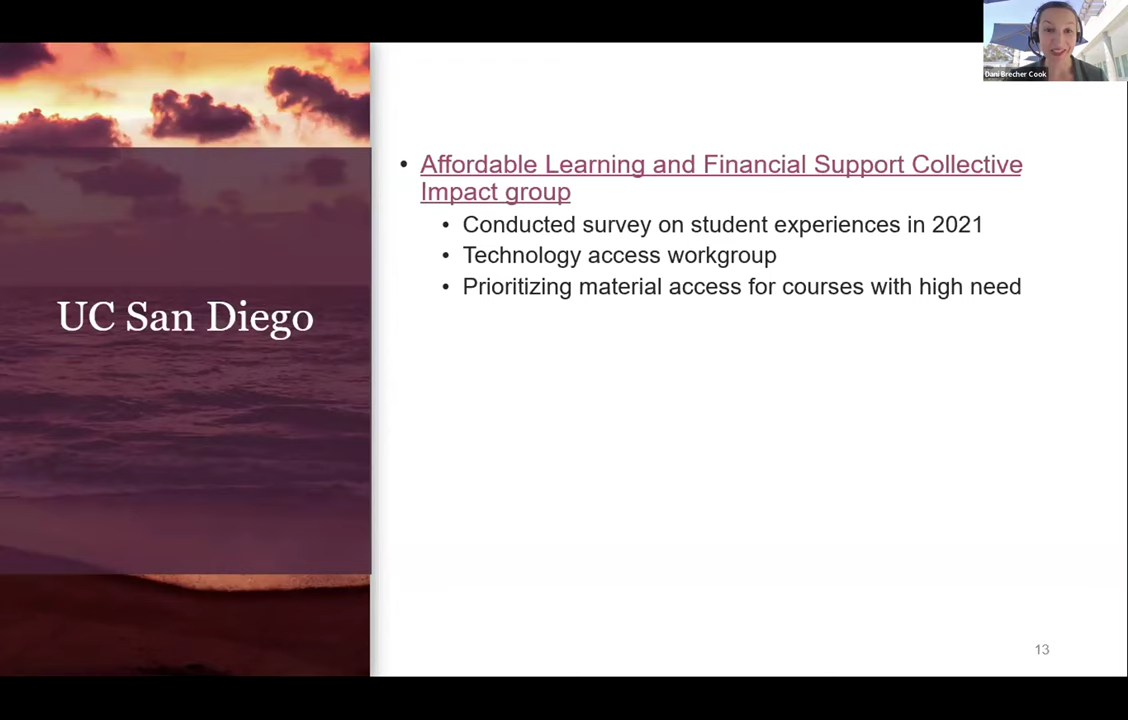 Dani Brecher Cook
• Affordable Learning and Financial Support Collective
Impact group
• Conducted survey on student experiences in 2021
• Technology access workgroup
• Prioritizing material access for courses with high need
UC San Diego
13